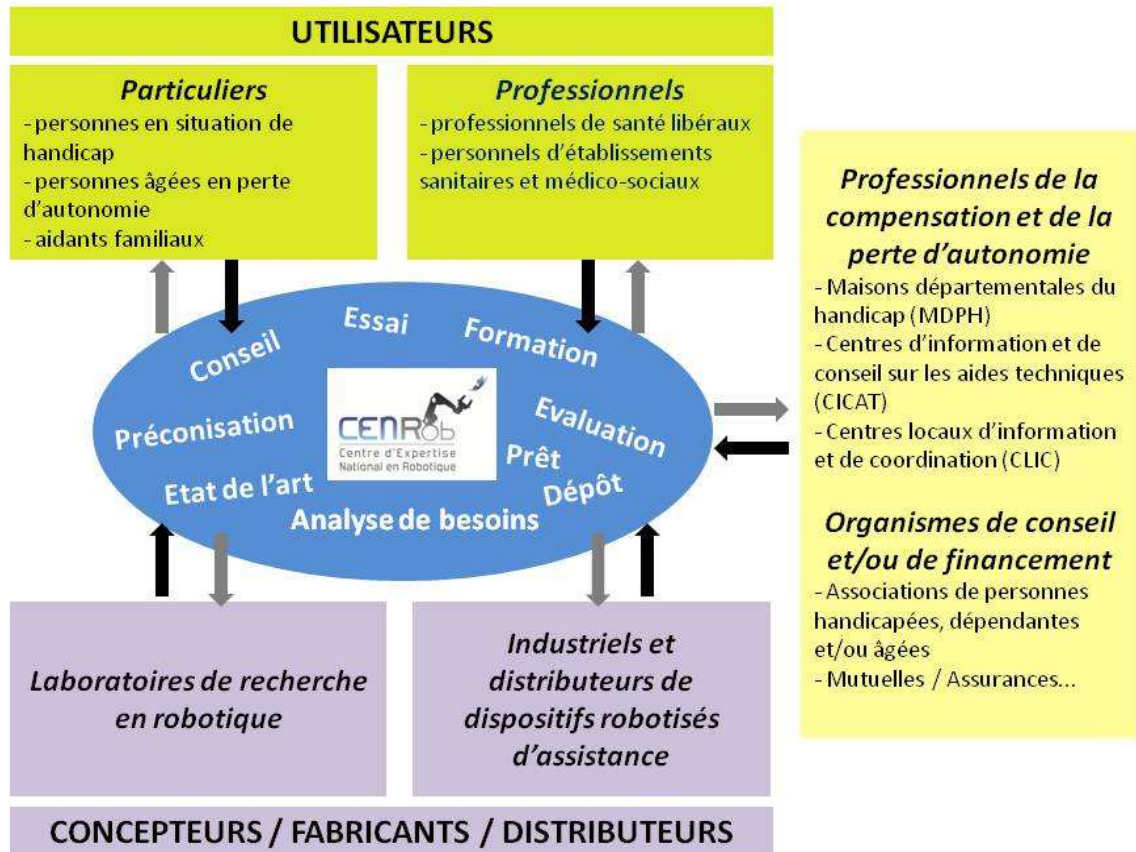 UTILISATEURS
Particuliers
- personnes en situation de
handicap
- personnes âgées en perte
d'autonomie
- aidants familiaux
Professionnels
- professionnels de santé libéraux
- personnels d'établissements
sanitaires et médico-sociaux
Professionnels de la
compensation et de la
perte d'autonomie
- Maisons départementales du
handicap (MDPH)
- Centres d'information et de
conseil sur les aides techniques
(CICAT)
- Centres locaux d'information
et de coordination (CLIC)
Organismes de conseil
et/ou de financement
- Associations de personnes
handicapées, dépendantes
et/ou âgées
- Mutuelles / Assurances...
Conseil
Essai
Formation
Préconisation
CENRob
Centre d'Expertise
National en Robotique
Evaluation
Prêt
Etat de l'art
Dépôt
Analyse de besoins
Laboratoires de recherche
en robotique
Industriels et
distributeurs de
dispositifs robotisés
d'assistance
CONCEPTEURS / FABRICANTS / DISTRIBUTEURS